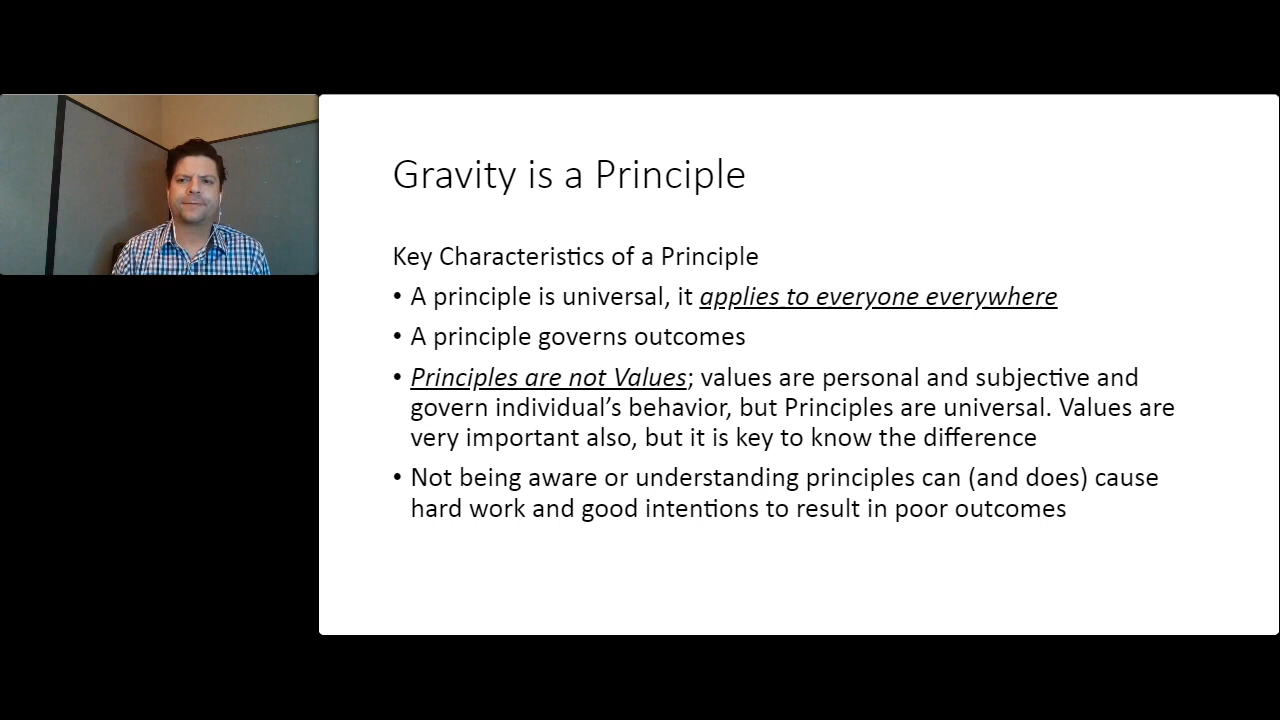 Gravity is a Principle
Key Characteristics of a Principle
• A principle is universal, it applies to everyone everywhere
• A principle governs outcomes
• Principles are not Values; values are personal and subjective and
govern individual’s behavior, but Principles are universal. Values are
very important also, but it is key to know the difference
• Not being aware or understanding principles can (and does) cause
hard work and good intentions to result in poor outcomes